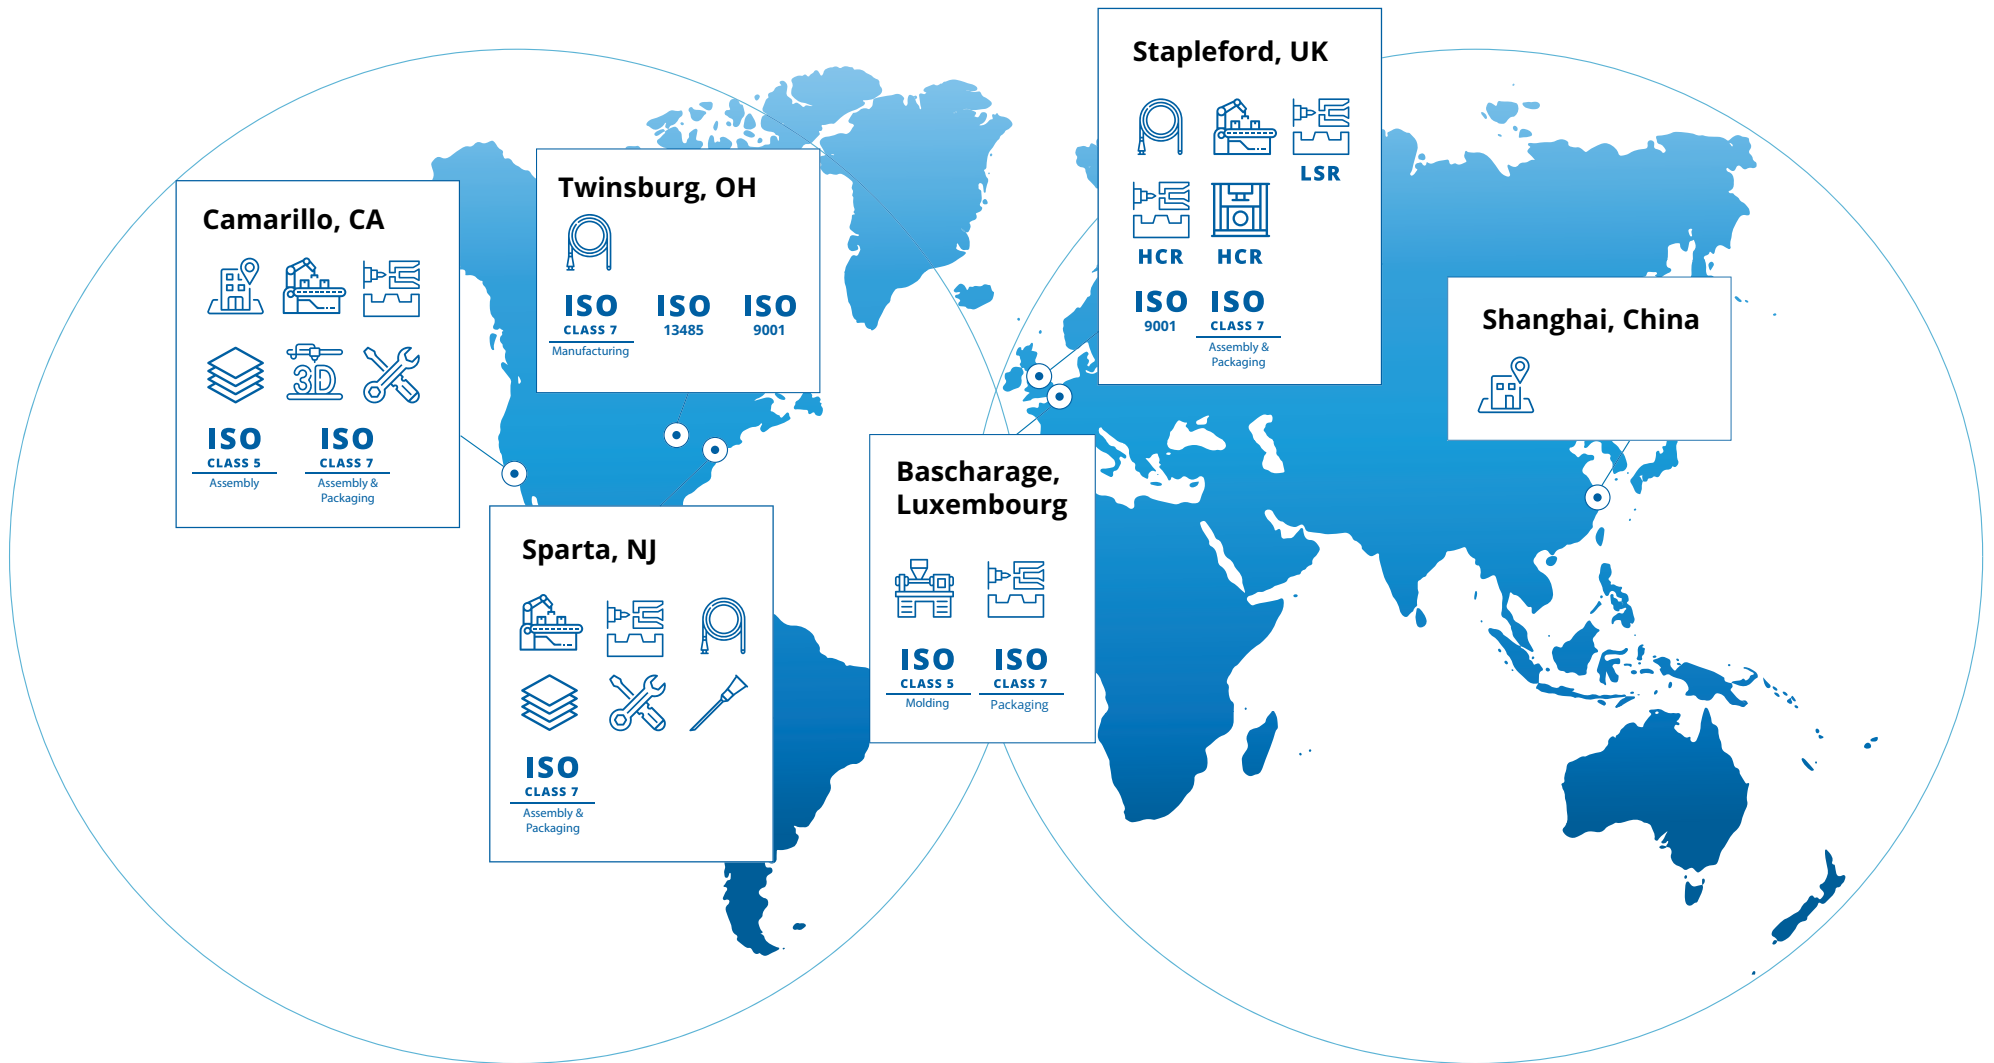 Stapleford, UK
LSR
HCR
HCR
ISO
9001
ISO
CLASS 7
Assembly &
Packaging
Twinsburg, OH
ISO
CLASS 7
Manufacturing
ISO
13485
ISO
9001
Camarillo, CA
3D
ISO
CLASS 5
Assembly
ISO
CLASS 7
Assembly &
Packaging
Shanghai, China
Bascharage,
Luxembourg
ISO
CLASS 5
Molding
ISO
CLASS 7
Packaging
Sparta, NJ
ISO
CLASS 7
Assembly &
Packaging